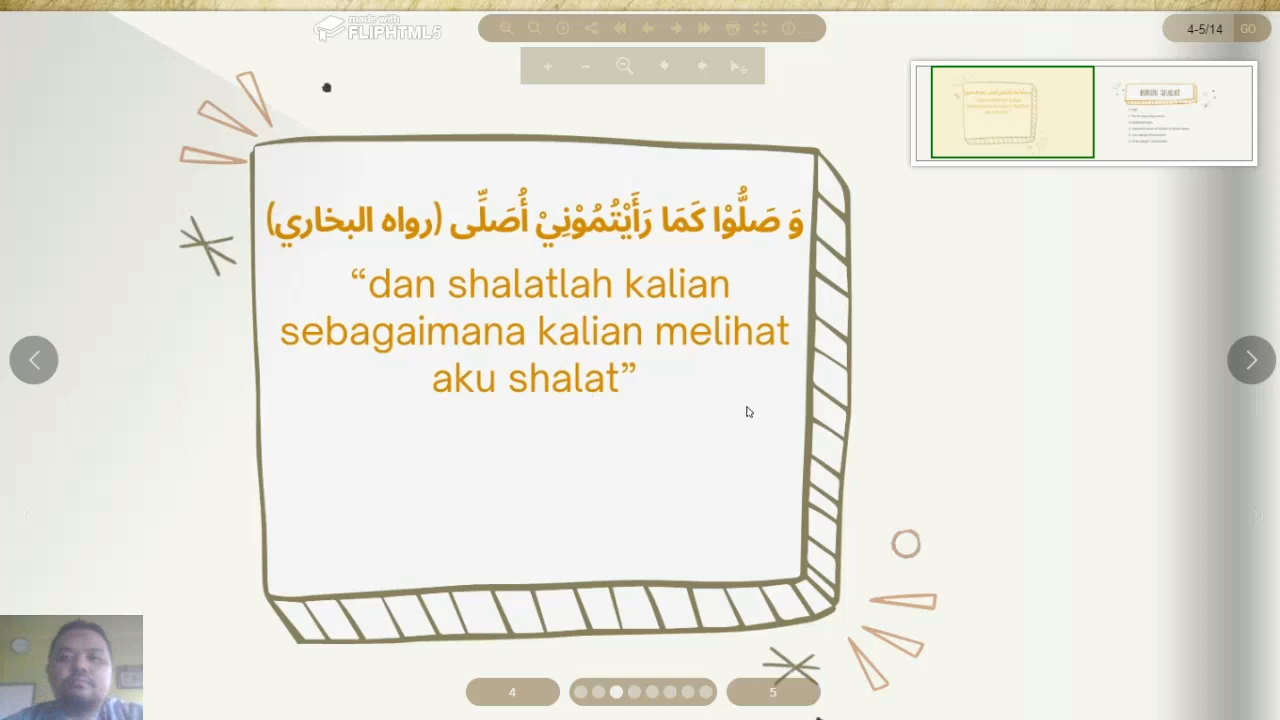 made with
FLIPHTML5
4-5/14
GO
وَ صَلُّوْا كَمَا رَأَيْتُمُوْنِيْ أُصَلِّى (رواه البخاري)
“dan shalatlah kalian
sebagaimana kalian melihat
aku shalat”
4
5